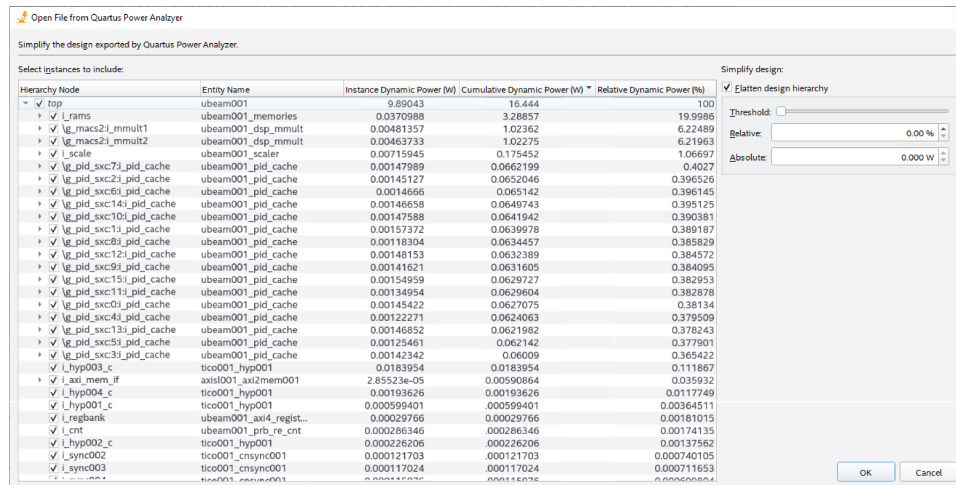 Open File from Quartus Power Analzyer
Simplify the design exported by Quartus Power Analyzer.
Select instances to include:
Hierarchy Node Entity Name Instance Dynamic Power (W) Cumulative Dynamic Power (W) Relative Dynamic Power (%)
top ubeam001 9.89043 16.444 100
i_rams ubeam001_memories 0.0370988 3.28857 19.9986
\g_macs2:i_mmult1 ubeam001_dsp_mmult 0.00481357 1.02362 6.22489
\g_macs2:i_mmult2 ubeam001_dsp_mmult 0.00463733 1.02275 6.21963
i_scale ubeam001_scaler 0.00715945 0.175452 1.06697
\g_pid_sxc:7:i_pid_cache ubeam001_pid_cache 0.00147989 0.0662199 0.4027
\g_pid_sxc:2:i_pid_cache ubeam001_pid_cache 0.00145127 0.0652046 0.396526
\g_pid_sxc:6:i_pid_cache ubeam001_pid_cache 0.0014666 0.065142 0.396145
\g_pid_sxc:14:i_pid_cache ubeam001_pid_cache 0.00146658 0.0649743 0.395125
\g_pid_sxc:10:i_pid_cache ubeam001_pid_cache 0.00147588 0.0641942 0.390381
\g_pid_sxc:1:i_pid_cache ubeam001_pid_cache 0.00157372 0.0639978 0.389187
\g_pid_sxc:8:i_pid_cache ubeam001_pid_cache 0.00118304 0.0634457 0.385829
\g_pid_sxc:12:i_pid_cache ubeam001_pid_cache 0.00148153 0.0632389 0.384572
\g_pid_sxc:9:i_pid_cache ubeam001_pid_cache 0.00141621 0.0631605 0.384095
\g_pid_sxc:15:i_pid_cache ubeam001_pid_cache 0.00154959 0.0629727 0.382953
\g_pid_sxc:11:i_pid_cache ubeam001_pid_cache 0.00134954 0.0629604 0.382878
\g_pid_sxc:0:i_pid_cache ubeam001_pid_cache 0.00145422 0.0627075 0.38134
\g_pid_sxc:4:i_pid_cache ubeam001_pid_cache 0.00122271 0.0624063 0.379509
\g_pid_sxc:13:i_pid_cache ubeam001_pid_cache 0.00146852 0.0621982 0.378243
\g_pid_sxc:5:i_pid_cache ubeam001_pid_cache 0.00125461 0.062142 0.377901
\g_pid_sxc:3:i_pid_cache ubeam001_pid_cache 0.00142342 0.06009 0.365422
i_hyp003_c tico001_hyp001 0.0183954 0.0183954 0.111867
i_axi_mem_if axisl001_axi2mem001 2.85523e-05 0.00590864 0.035932
i_hyp004_c tico001_hyp001 0.00193626 0.00193626 0.0117749
i_hyp001_c tico001_hyp001 0.000599401 .000599401 0.00364511
i_regbank ubeam001_axi4_regist... 0.00029766 0.00029766 0.00181015
i_cnt ubeam001_prb_re_cnt 0.000286346 .000286346 0.00174135
i_hyp002_c tico001_hyp001 0.000226206 .000226206 0.00137562
i_sync002 tico001_cnsync001 0.000121703 .000121703 0.000740105
i_sync003 tico001_cnsync001 0.000117024 .000117024 0.000711653
Simplify design:
Flatten design hierarchy
Threshold:
Relative: 0.00 %
Absolute: 0.000 W
OK Cancel